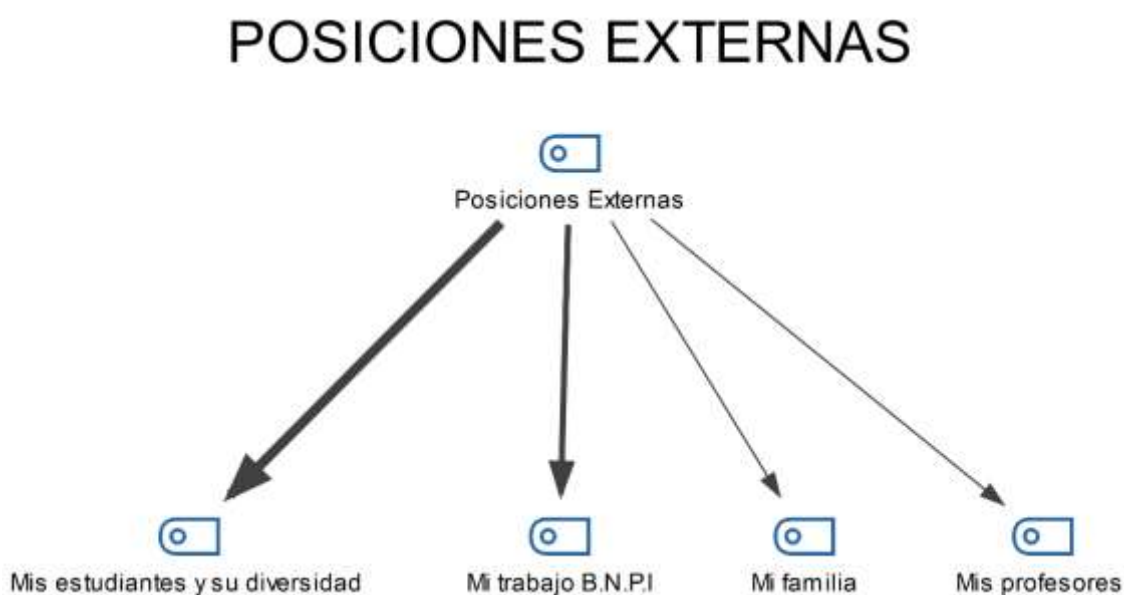 POSICIONES EXTERNAS
Posiciones Externas
Mis estudiantes y su diversidad
Mi trabajo B.N.P.I
Mi familia
Mis profesores